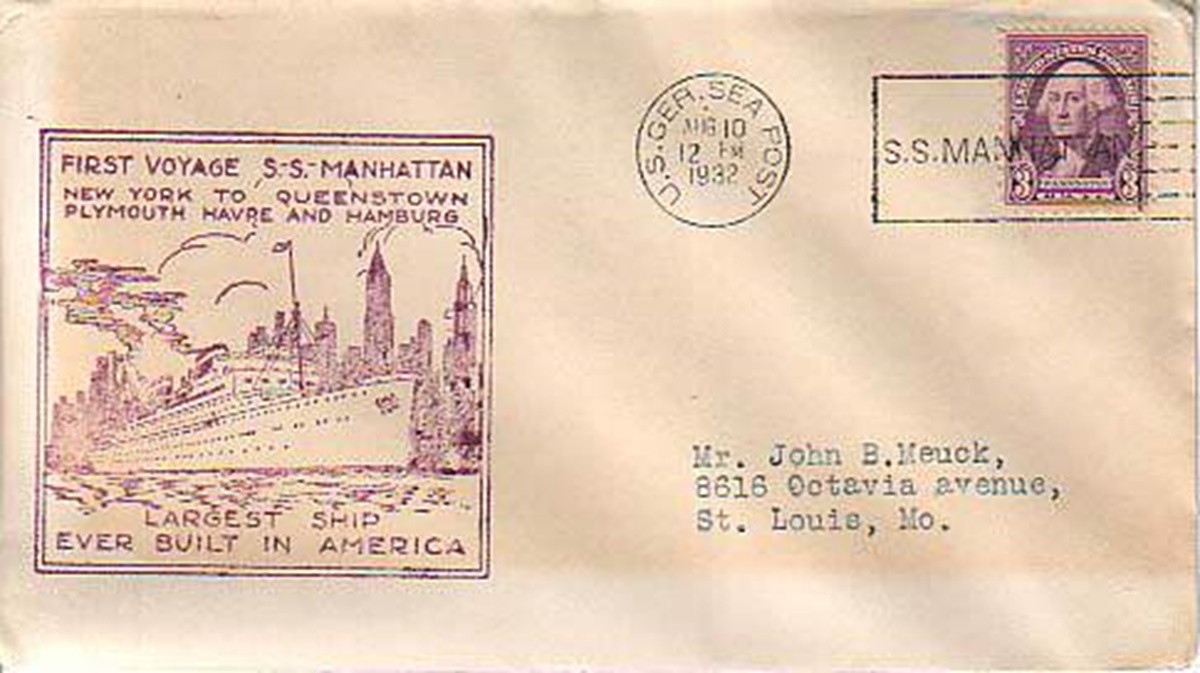 FIRST VOYAGE S-S-MANHATTAN
NEW YORK TO QUEENSTOWN
PLYMOUTH HAVRE AND HAMBURG
LARGEST SHIP
EVER BUILT IN AMERICA
U.S.GER.SEA POST
AUG 10
12 PM
1932
S.S.MANHATTAN
3 3
Mr. John B.Meuck,
8616 Octavia avenue,
St. Louis, Mo.